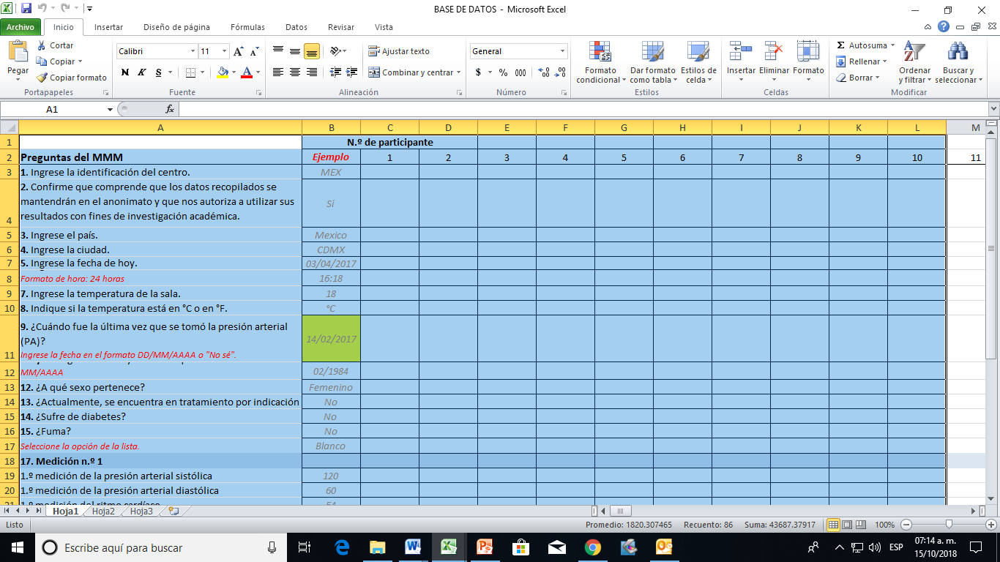 BASE DE DATOS - Microsoft Excel
Archivo Inicio Insertar Diseño de página Fórmulas Datos Revisar Vista
Pegar
Cortar
Copiar
Copiar formato
Portapapeles
Calibri 11
N K S
Fuente
Ajustar texto
Combinar y centrar
Alineación
General
$ % 000
Número
Formato condicional
Dar formato como tabla
Estilos de celda
Estilos
Insertar Eliminar Formato
Celdas
Autosuma
Rellenar
Borrar
Ordenar y filtrar
Buscar y seleccionar
Modificar
A1 fx
A B C D E F G H I J K L M
1 N.º de participante
2 Preguntas del MMM Ejemplo 1 2 3 4 5 6 7 8 9 10 11
3 1. Ingrese la identificación del centro. MEX
2. Confirme que comprende que los datos recopilados se
mantendrán en el anonimato y que nos autoriza a utilizar sus Sí
4 resultados con fines de investigación académica.
5 3. Ingrese el país. Mexico
6 4. Ingrese la ciudad. CDMX
7 5. Ingrese la fecha de hoy. 03/04/2017
8 Formato de hora: 24 horas 16:18
9 7. Ingrese la temperatura de la sala. 18
10 8. Indique si la temperatura está en °C o en °F. °C
9. ¿Cuándo fue la última vez que se tomó la presión arterial
(PA)? 14/02/2017
11 Ingrese la fecha en el formato DD/MM/AAAA o "No sé".
12 MM/AAAA 02/1984
13 12. ¿A qué sexo pertenece? Femenino
14 13. ¿Actualmente, se encuentra en tratamiento por indicación No
15 14. ¿Sufre de diabetes? No
16 15. ¿Fuma? No
17 Seleccione la opción de la lista. Blanco
18 17. Medición n.º 1
19 1.º medición de la presión arterial sistólica 120
20 1.º medición de la presión arterial diastólica 60
21 1.º medición del ritmo cardíaco 54
Hoja1 Hoja2 Hoja3
Listo Promedio: 1820.307465 Recuento: 86 Suma: 43687.37917 100%
Escribe aquí para buscar
ESP
07:14 a. m.
15/10/2018